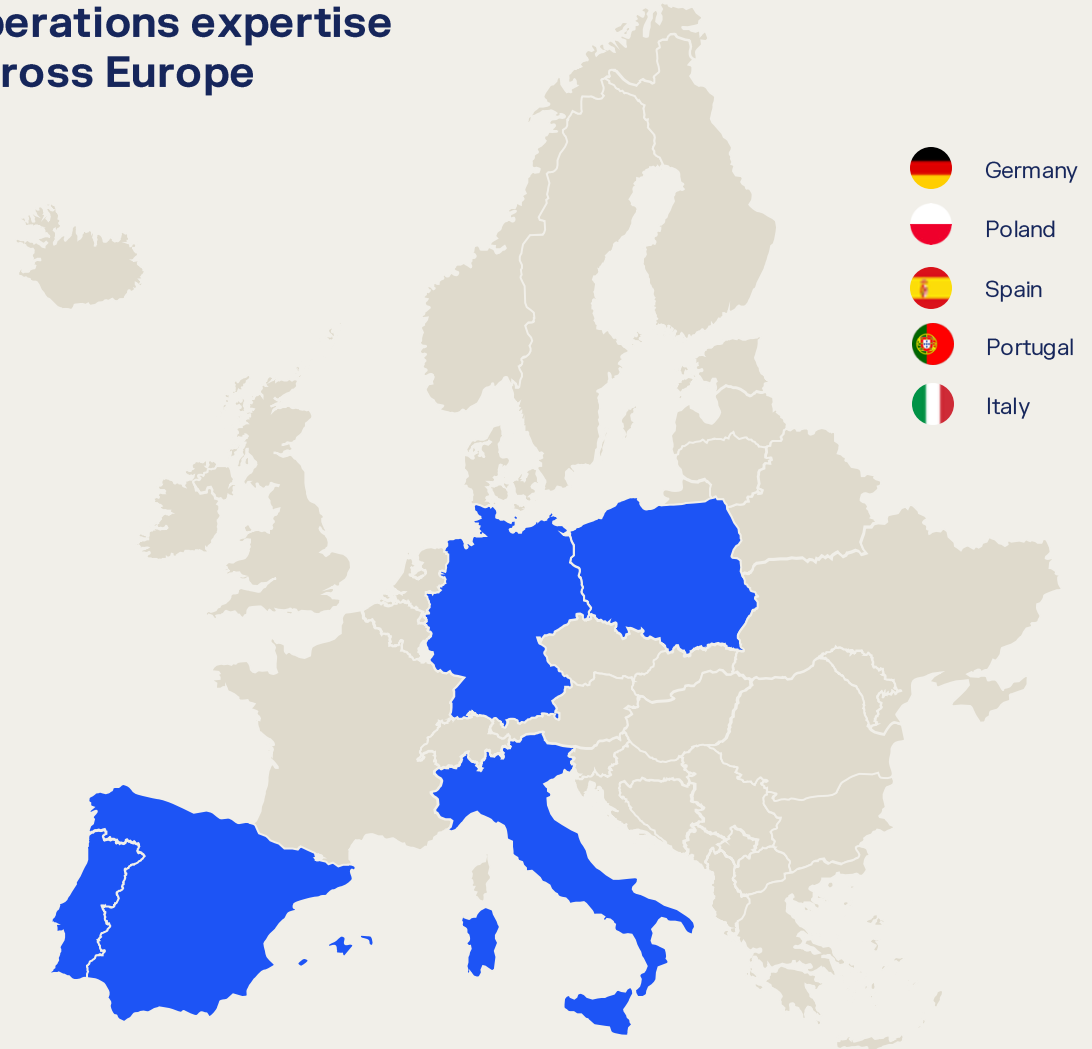 perations expertise
ross Europe
Germany
Poland
Spain
Portugal
Italy